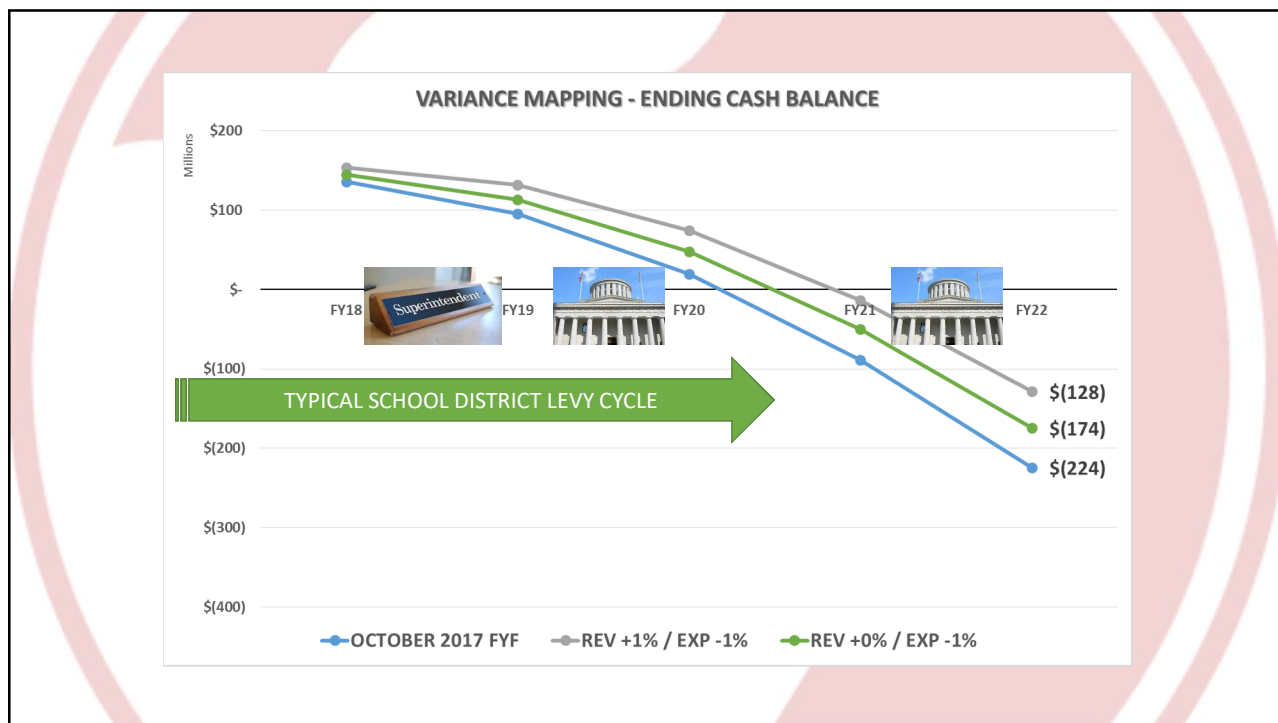 VARIANCE MAPPING - ENDING CASH BALANCE
Millions
$200
$100
$-
$(100)
$(200)
$(300)
$(400)
FY18
FY19
FY20
FY21
FY22
Superintendent
TYPICAL SCHOOL DISTRICT LEVY CYCLE
$(128)
$(174)
$(224)
OCTOBER 2017 FYF
REV +1% / EXP -1%
REV +0% / EXP -1%